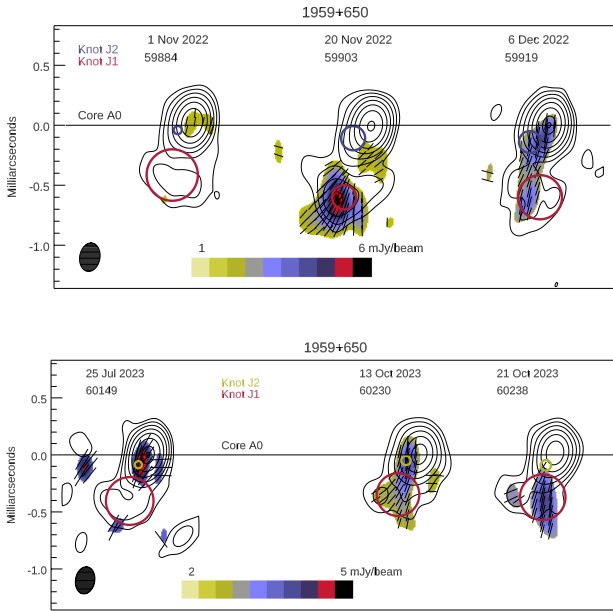 1959+650
Knot J2
Knot J1
1 Nov 2022
59884
20 Nov 2022
59903
6 Dec 2022
59919
Core A0
Milliarcseconds
0.5
0.0
-0.5
-1.0
1
6 mJy/beam
1959+650
25 Jul 2023
60149
Knot J2
Knot J1
13 Oct 2023
60230
21 Oct 2023
60238
Core A0
Milliarcseconds
0.5
0.0
-0.5
-1.0
2
5 mJy/beam